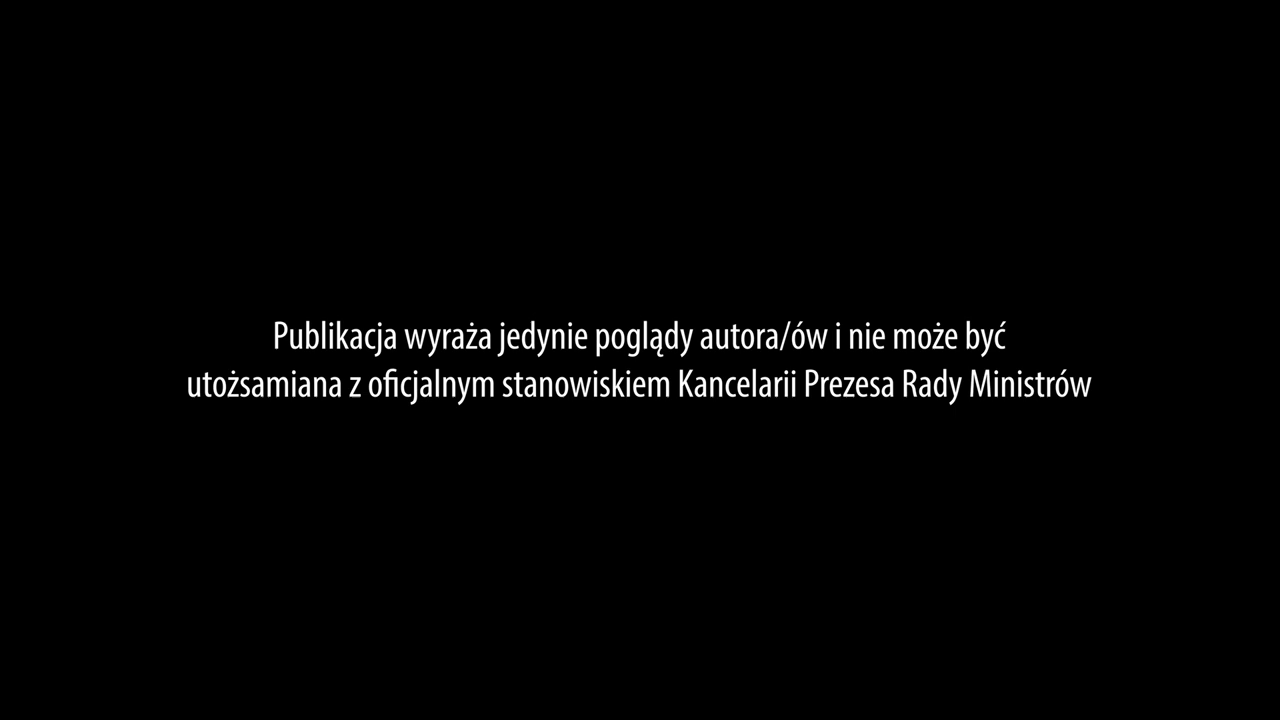 Publikacja wyraża jedynie poglądy autora/ów i nie może być
utożsamiana z oficjalnym stanowiskiem Kancelarii Prezesa Rady Ministrów